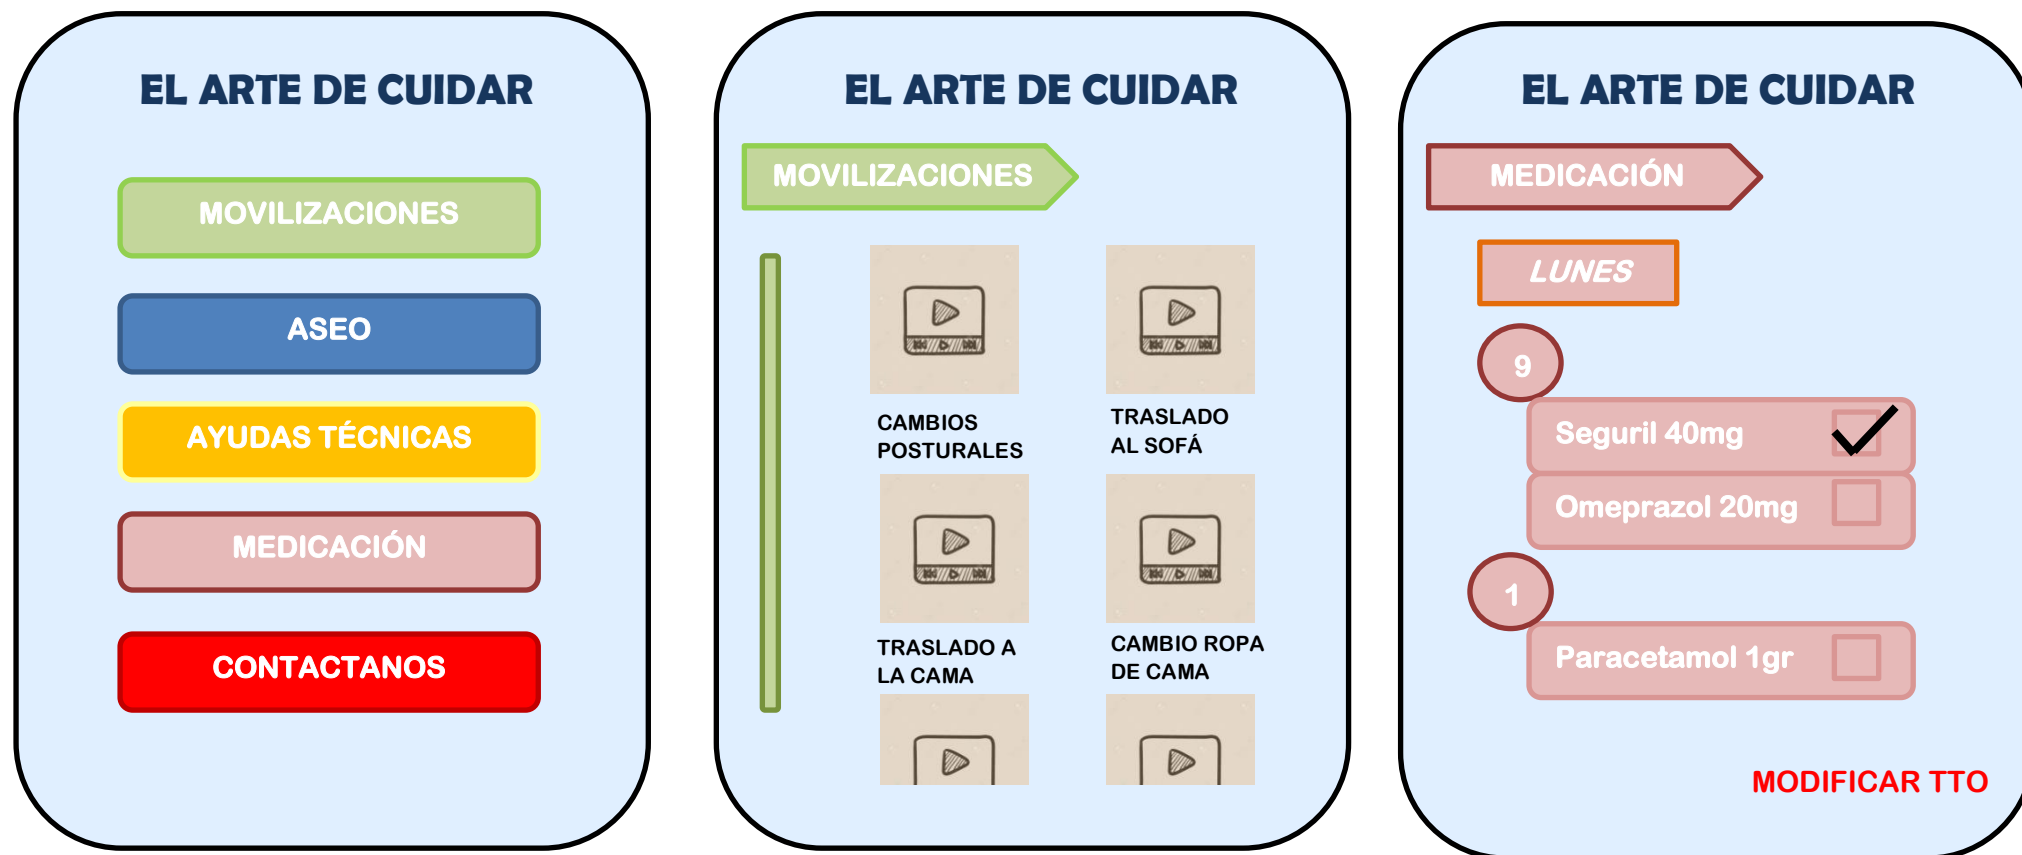 EL ARTE DE CUIDAR
MOVILIZACIONES
ASEO
AYUDAS TÉCNICAS
MEDICACIÓN
CONTACTANOS
EL ARTE DE CUIDAR
MOVILIZACIONES
CAMBIOS
POSTURALES
TRASLADO
AL SOFÁ
TRASLADO A
LA CAMA
CAMBIO ROPA
DE CAMA
EL ARTE DE CUIDAR
MEDICACIÓN
LUNES
9
Seguril 40mg
Omeprazol 20mg
1
Paracetamol 1gr
MODIFICAR TTO